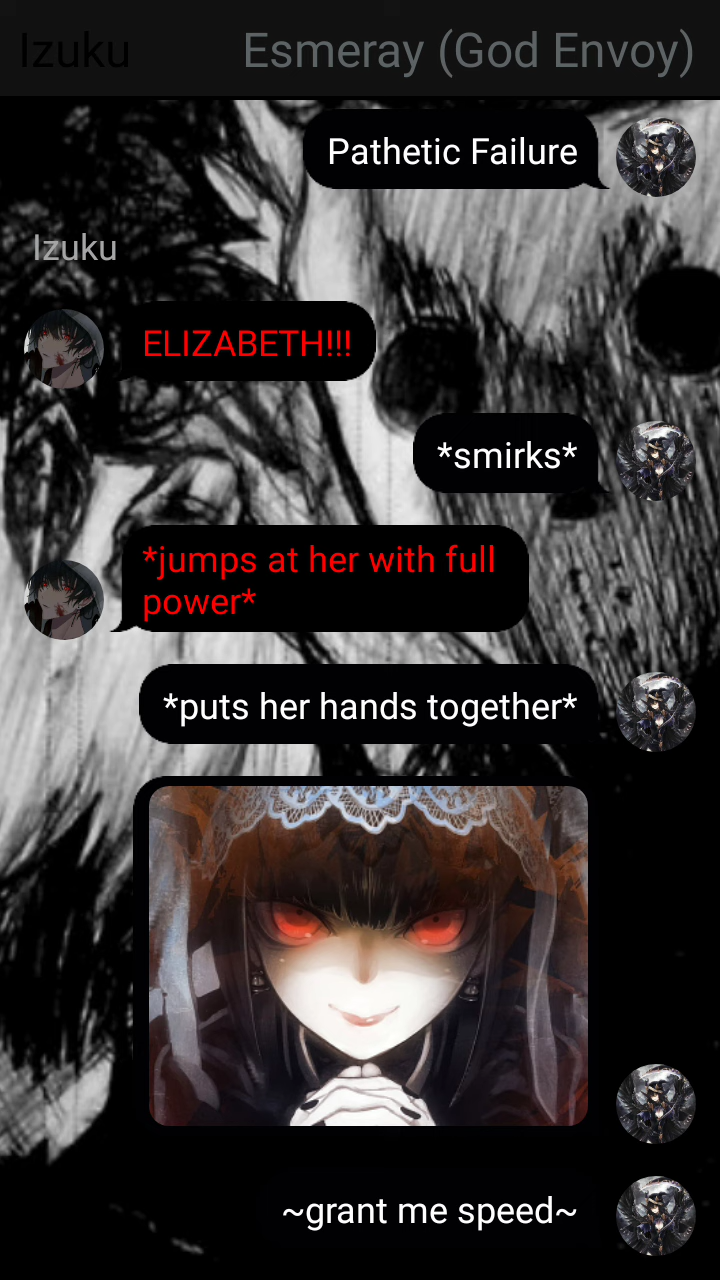 Izuku
Esmeray (God Envoy)
Pathetic Failure
Izuku
ELIZABETH!!!
*smirks*
*jumps at her with full
power*
*puts her hands together*
~grant me speed~